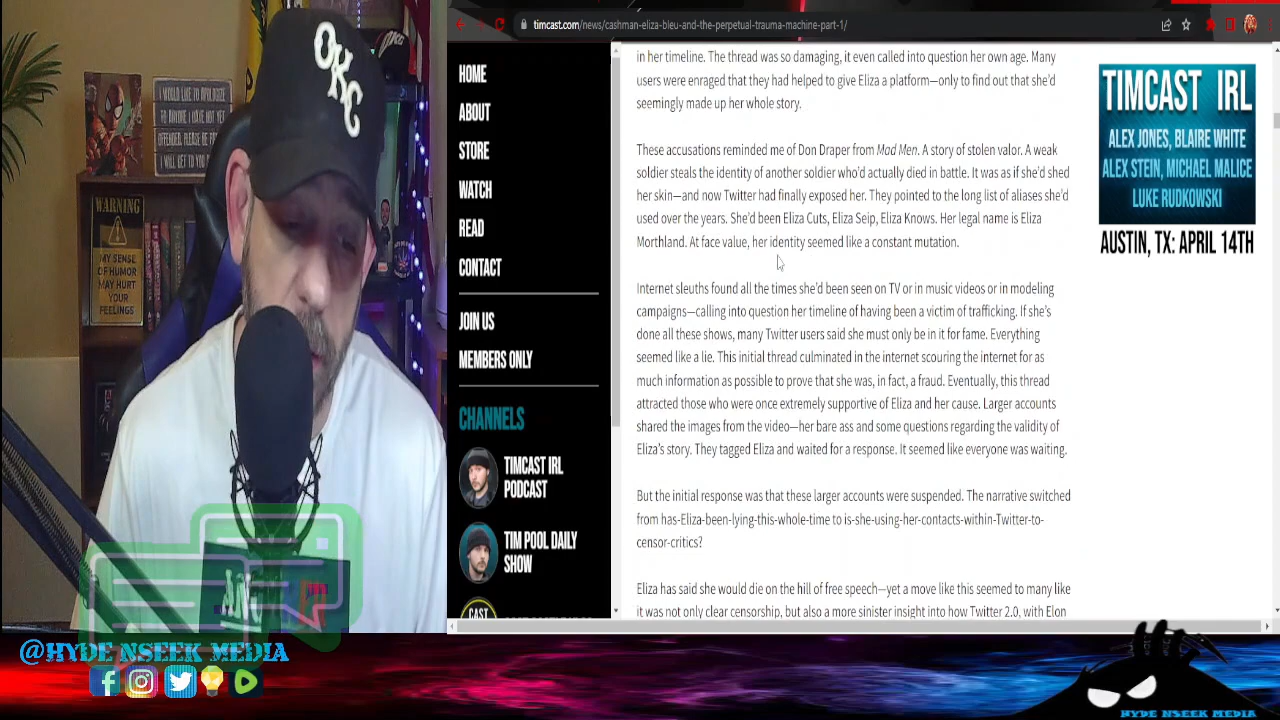 timcast.com/news/cashman-eliza-bleu-and-the-perpetual-trauma-machine-part-1/
OKC
WARNING
MY SENSE
OF HUMOR
MAY HURT
YOUR
FEELINGS
I WOULD LIKE TO APOLOGIZE
TO ANYONE I HAVE NOT YET
OFFENDED. PLEASE BE PATIENT
I WILL GET TO YOU
HOME
ABOUT
STORE
WATCH
READ
CONTACT
JOIN US
MEMBERS ONLY
CHANNELS
TIMCAST IRL
PODCAST
TIM POOL DAILY
SHOW
CAST
in her timeline. The thread was so damaging, it even called into question her own age. Many
users were enraged that they had helped to give Eliza a platform—only to find out that she'd
seemingly made up her whole story.
These accusations reminded me of Don Draper from Mad Men. A story of stolen valor. A weak
soldier steals the identity of another soldier who'd actually died in battle. It was as if she'd shed
her skin—and now Twitter had finally exposed her. They pointed to the long list of aliases she'd
used over the years. She'd been Eliza Cuts, Eliza Seip, Eliza Knows. Her legal name is Eliza
Morthland. At face value, her identity seemed like a constant mutation.
Internet sleuths found all the times she'd been seen on TV or in music videos or in modeling
campaigns—calling into question her timeline of having been a victim of trafficking. If she's
done all these shows, many Twitter users said she must only be in it for fame. Everything
seemed like a lie. This initial thread culminated in the internet scouring the internet for as
much information as possible to prove that she was, in fact, a fraud. Eventually, this thread
attracted those who were once extremely supportive of Eliza and her cause. Larger accounts
shared the images from the video—her bare ass and some questions regarding the validity of
Eliza's story. They tagged Eliza and waited for a response. It seemed like everyone was waiting.
But the initial response was that these larger accounts were suspended. The narrative switched
from has-Eliza-been-lying-this-whole-time to is-she-using-her-contacts-within-Twitter-to-
censor-critics?
Eliza has said she would die on the hill of free speech—yet a move like this seemed to many like
it was not only clear censorship, but also a more sinister insight into how Twitter 2.0, with Elon
TIMCAST IRL
ALEX JONES, BLAIRE WHITE
ALEX STEIN, MICHAEL MALICE
LUKE RUDKOWSKI
AUSTIN, TX: APRIL 14TH
@HYDE NSEEK MEDIA
HYDE NSEEK MEDIA